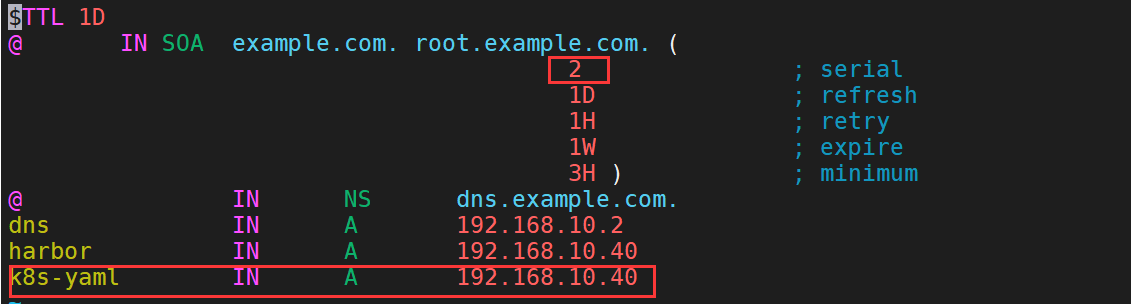 $TTL 1D
@ IN SOA example.com. root.example.com. (
2 ; serial
1D ; refresh
1H ; retry
1W ; expire
3H ) ; minimum
@ IN NS dns.example.com.
dns IN A 192.168.10.2
harbor IN A 192.168.10.40
k8s-yaml IN A 192.168.10.40
~